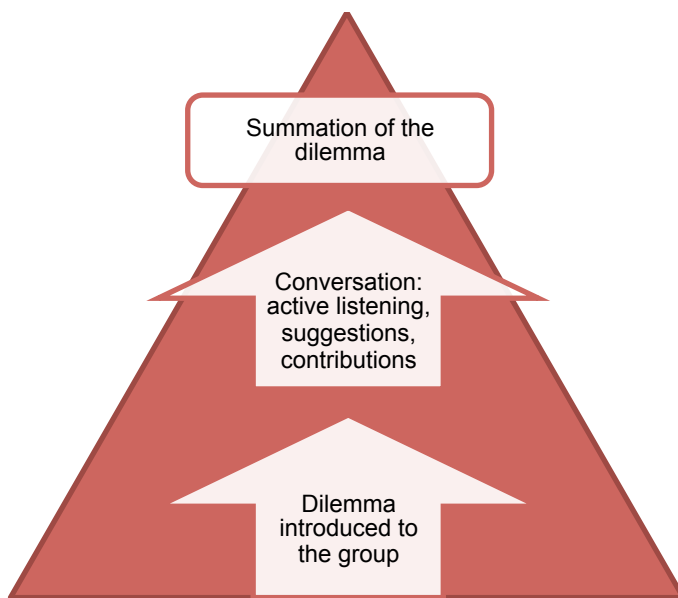 Summation of the
dilemma
Conversation:
active listening,
suggestions,
contributions
Dilemma
introduced to
the group